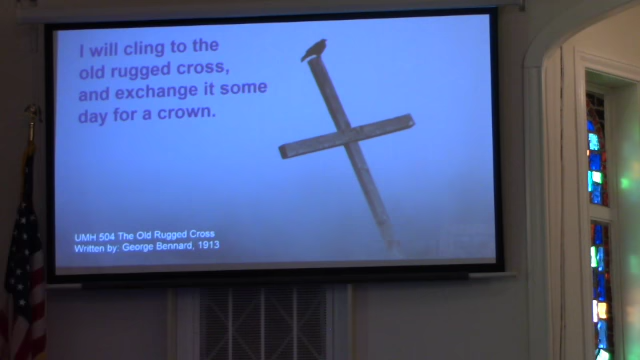 I will cling to the
old rugged cross,
and exchange it some
day for a crown.
UMH 504 The Old Rugged Cross
Written by: George Bennard, 1913